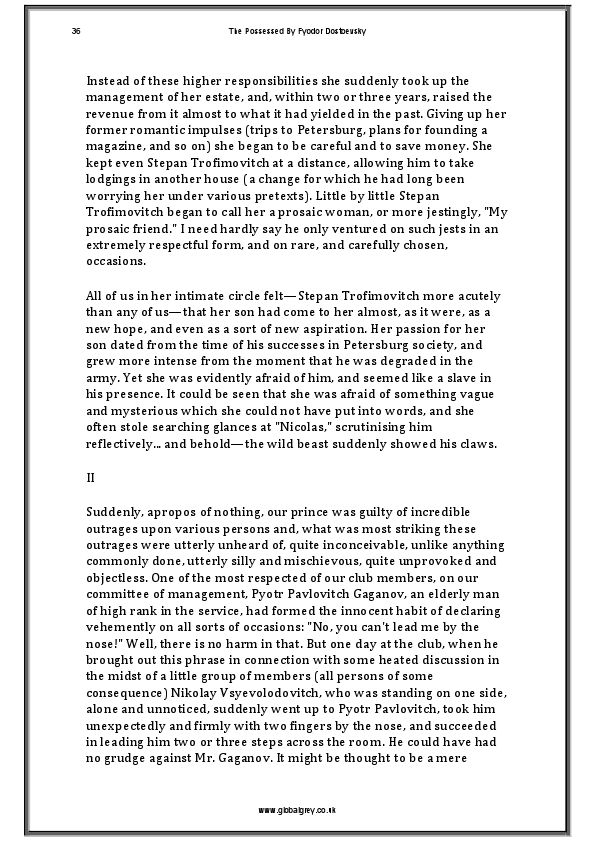 36 The Possessed By Fyodor Dostoevsky
Instead of these higher responsibilities she suddenly took up the
management of her estate, and, within two or three years, raised the
revenue from it almost to what it had yielded in the past. Giving up her
former romantic impulses (trips to Petersburg, plans for founding a
magazine, and so on) she began to be careful and to save money. She
kept even Stepan Trofimovitch at a distance, allowing him to take
lodgings in another house (a change for which he had long been
worrying her under various pretexts). Little by little Stepan
Trofimovitch began to call her a prosaic woman, or more jestingly, "My
prosaic friend." I need hardly say he only ventured on such jests in an
extremely respectful form, and on rare, and carefully chosen,
occasions.
All of us in her intimate circle felt—Stepan Trofimovitch more acutely
than any of us—that her son had come to her almost, as it were, as a
new hope, and even as a sort of new aspiration. Her passion for her
son dated from the time of his successes in Petersburg society, and
grew more intense from the moment that he was degraded in the
army. Yet she was evidently afraid of him, and seemed like a slave in
his presence. It could be seen that she was afraid of something vague
and mysterious which she could not have put into words, and she
often stole searching glances at "Nicolas," scrutinising him
reflectively... and behold—the wild beast suddenly showed his claws.
II
Suddenly, apropos of nothing, our prince was guilty of incredible
outrages upon various persons and, what was most striking these
outrages were utterly unheard of, quite inconceivable, unlike anything
commonly done, utterly silly and mischievous, quite unprovoked and
objectless. One of the most respected of our club members, on our
committee of management, Pyotr Pavlovitch Gaganov, an elderly man
of high rank in the service, had formed the innocent habit of declaring
vehemently on all sorts of occasions: "No, you can't lead me by the
nose!" Well, there is no harm in that. But one day at the club, when he
brought out this phrase in connection with some heated discussion in
the midst of a little group of members (all persons of some
consequence) Nikolay Vsyevolodovitch, who was standing on one side,
alone and unnoticed, suddenly went up to Pyotr Pavlovitch, took him
unexpectedly and firmly with two fingers by the nose, and succeeded
in leading him two or three steps across the room. He could have had
no grudge against Mr. Gaganov. It might be thought to be a mere
www.globalgrey.co.uk